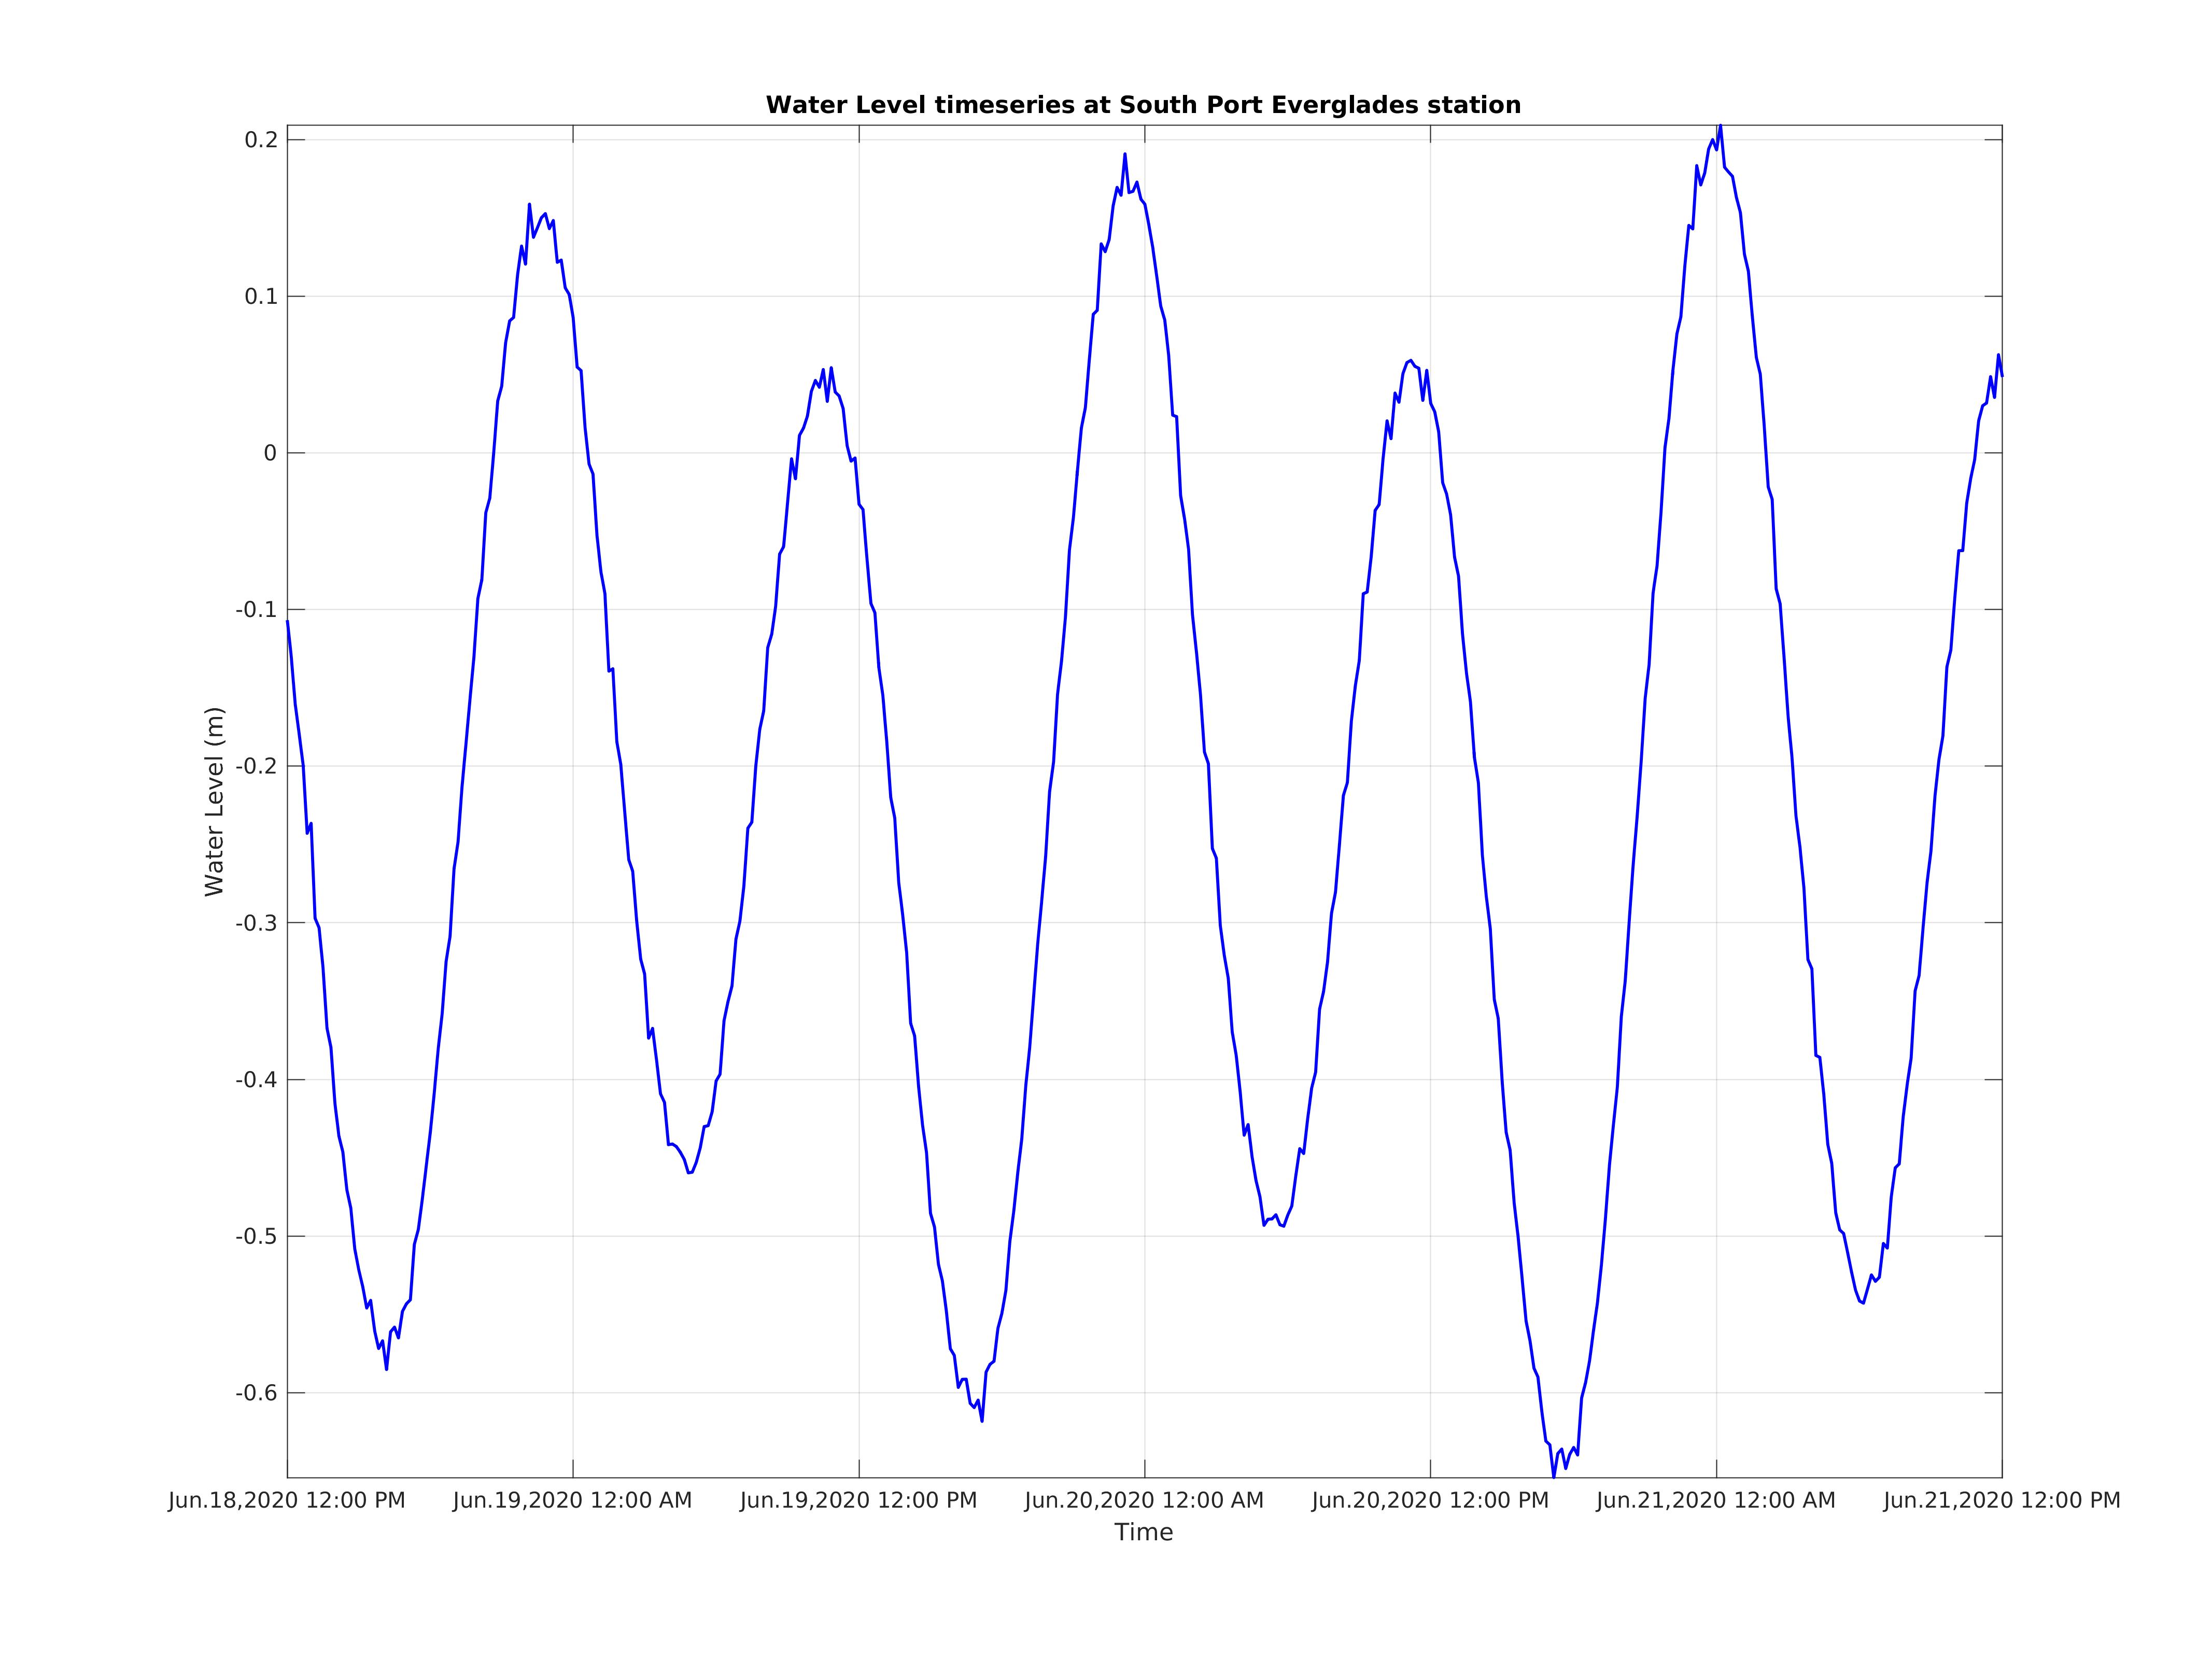 Water Level timeseries at South Port Everglades station
0.2
0.1
0
-0.1
-0.2
-0.3
-0.4
-0.5
-0.6
Water Level (m)
Jun.18,2020 12:00 PM Jun.19,2020 12:00 AM Jun.19,2020 12:00 PM Jun.20,2020 12:00 AM Jun.20,2020 12:00 PM Jun.21,2020 12:00 AM Jun.21,2020 12:00 PM
Time